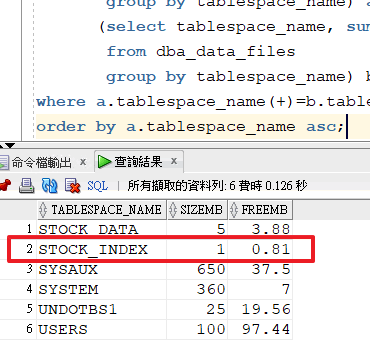 group by tablespace_name) a
(select tablespace_name, sum
from dba_data_files
group by tablespace_name) b
where a.tablespace_name(+)=b.table
order by a.tablespace_name asc;
命令檔輸出 × 查詢結果 ×
SQL | 所有擷取的資料列: 6 費時 0.126 秒
TABLESPACE_NAME SIZEMB FREEMB
1 STOCK_DATA 5 3.88
2 STOCK_INDEX 1 0.81
3 SYSAUX 650 37.5
4 SYSTEM 360 7
5 UNDOTBS1 25 19.56
6 USERS 100 97.44